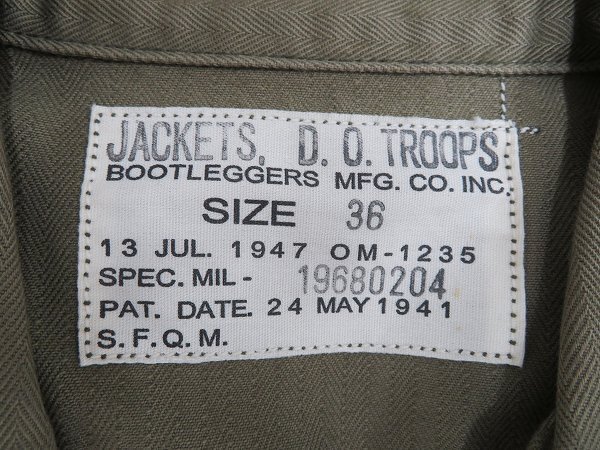 JACKETS, D. O. TROOPS
BOOTLEGGERS MFG. CO. INC.
SIZE 36
13 JUL. 1947 OM-1235
SPEC. MIL - 19680204
PAT. DATE. 24 MAY 1941
S. F. Q. M.